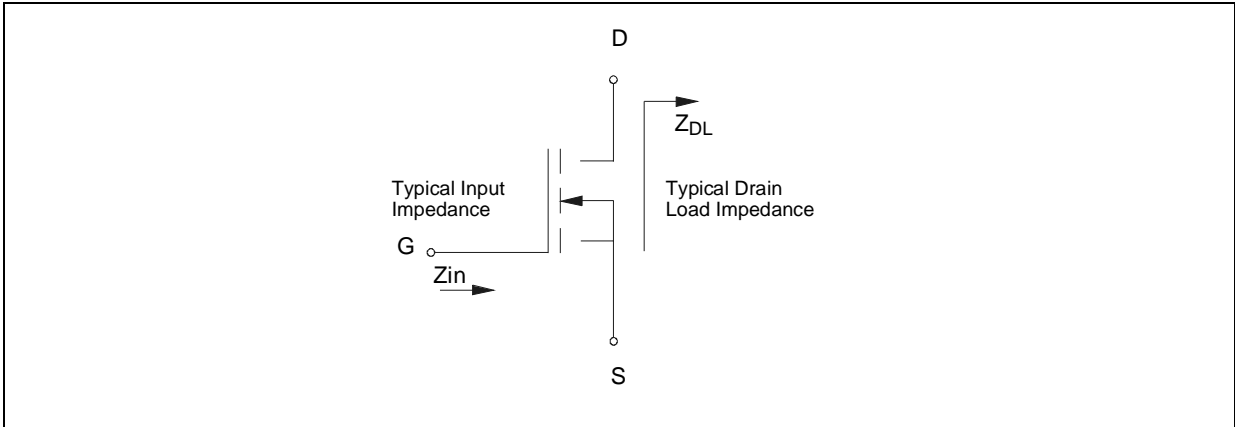 D
Z_DL
Typical Input
Impedance
Typical Drain
Load Impedance
G
Zin
S